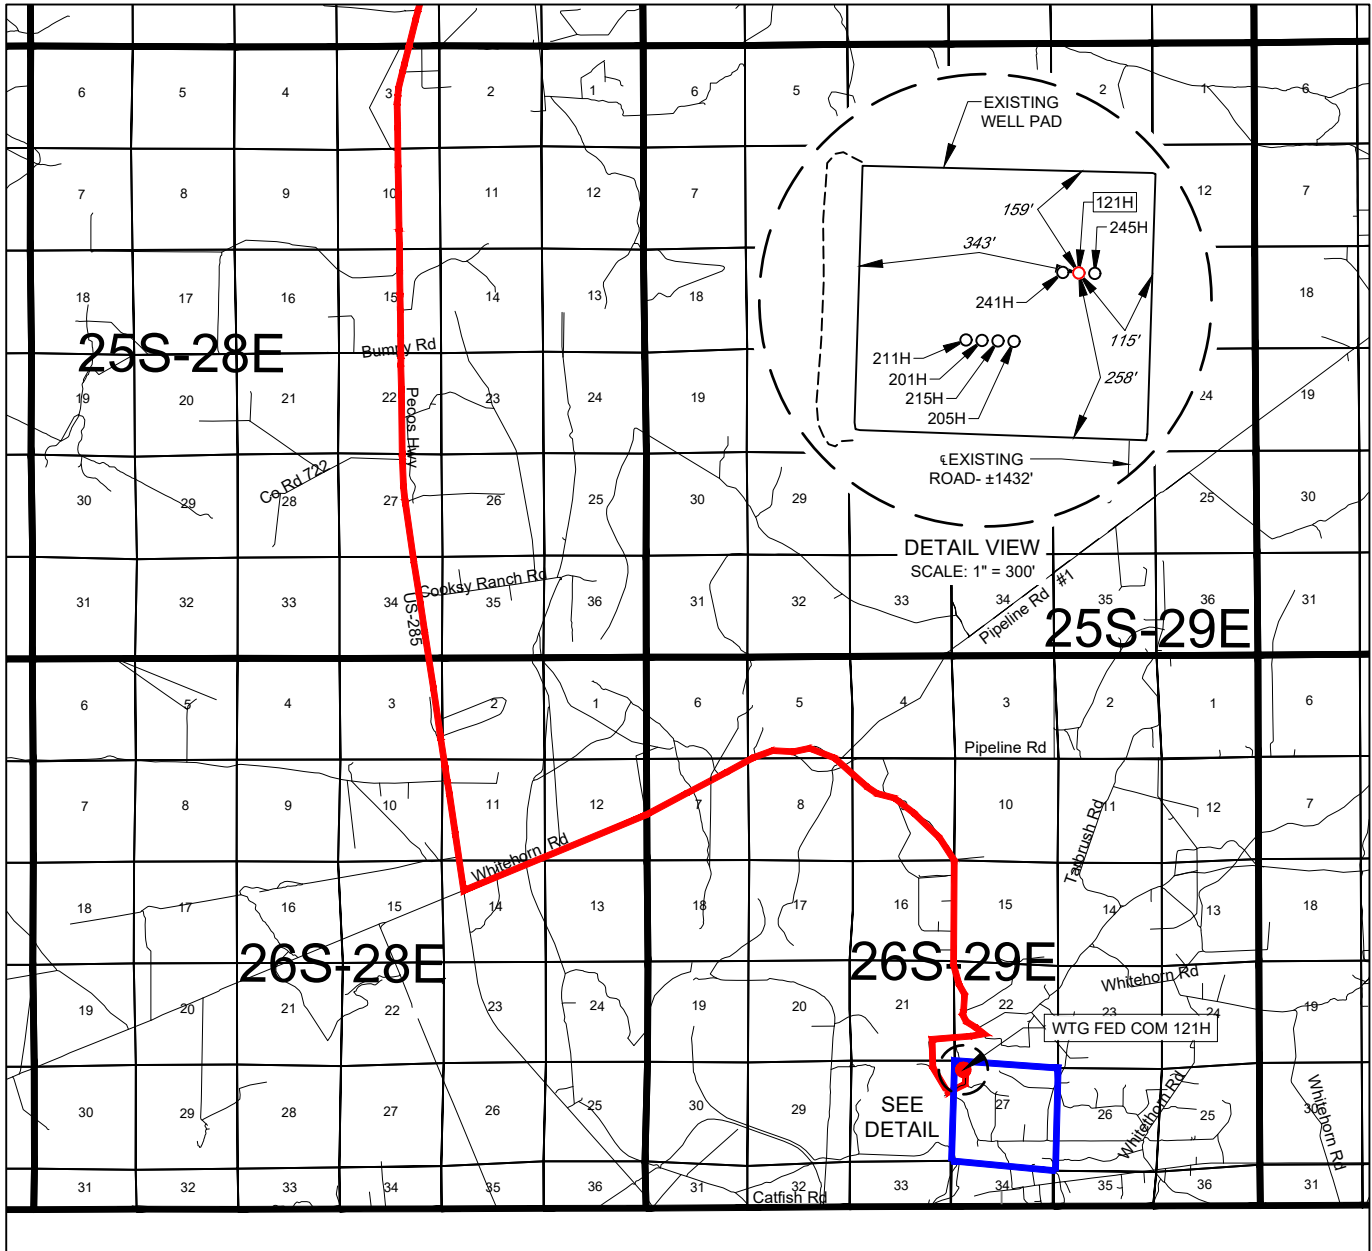 6 5 4 3 2 1 6 5 2 1 6
EXISTING
WELL PAD
7 8 9 10 11 12 7 12 7
159'
121H
245H
343'
241H
18 17 16 15 14 13 18 18
25S-28E
Bumpy Rd
115'
211H
201H
215H
205H
258'
19 20 21 22 23 24 19 24 19
Pecos Hwy
℄EXISTING
ROAD- ±1432'
Co Rd 722
30 29 28 27 26 25 30 29 25 30
DETAIL VIEW
SCALE: 1" = 300'
Cooksy Ranch Rd
US-285
31 32 33 34 35 36 31 32 33 34 35 36 31
Pipeline Rd #1
25S-29E
6 5 4 3 2 1 6 5 4 3 2 1 6
Pipeline Rd
7 8 9 10 11 12 7 8 9 10 11 12 7
Tarbrush Rd
Whitehorn Rd
18 17 16 15 14 13 18 17 16 15 14 13 18
26S-28E
26S-29E
Whitehorn Rd
19 20 21 22 23 24 19 20 21 22 23 24 19
WTG FED COM 121H
30 29 28 27 26 25 30 29 27 26 25 30
SEE
DETAIL
Whitethorn Rd
Whitehorn Rd
31 32 33 34 35 36 31 32 33 34 35 36 31
Catfish Rd